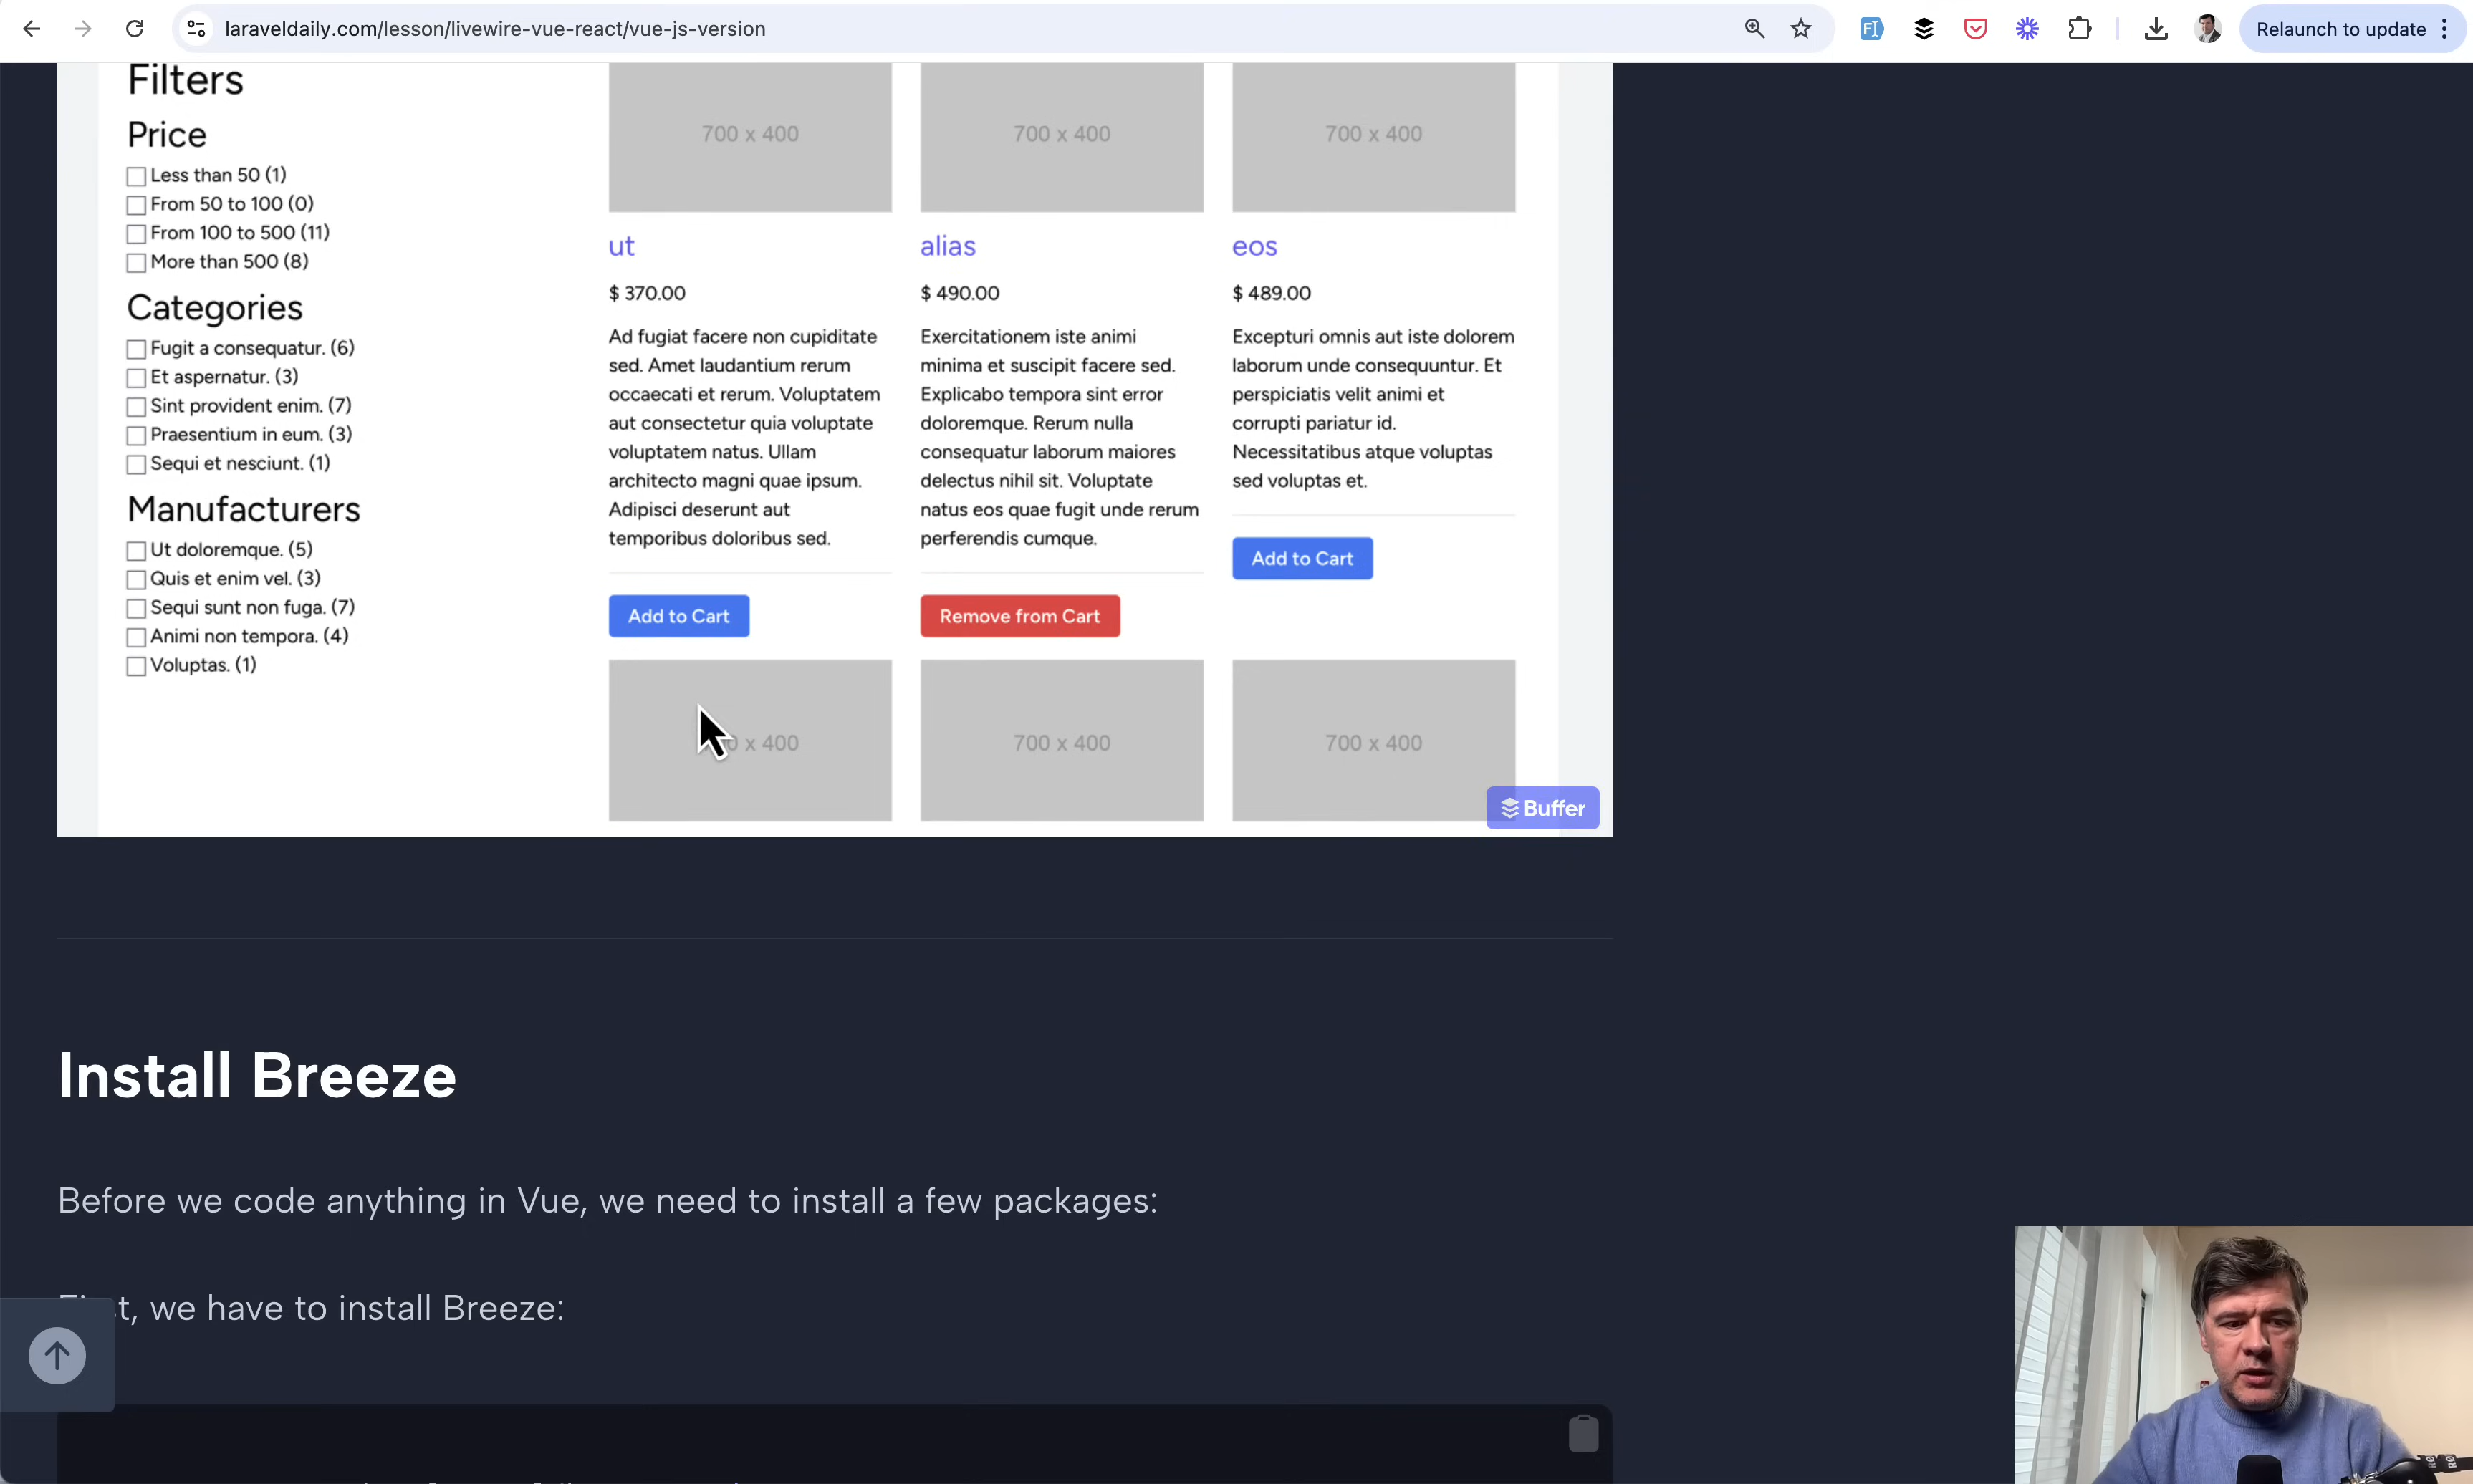 laraveldaily.com/lesson/livewire-vue-react/vue-js-version
Relaunch to update
Filters
Price
Less than 50 (1)
From 50 to 100 (0)
From 100 to 500 (11)
More than 500 (8)
Categories
Fugit a consequatur. (6)
Et aspernatur. (3)
Sint provident enim. (7)
Praesentium in eum. (3)
Sequi et nesciunt. (1)
Manufacturers
Ut doloremque. (5)
Quis et enim vel. (3)
Sequi sunt non fuga. (7)
Animi non tempora. (4)
Voluptas. (1)
700 x 400
ut
$ 370.00
Ad fugiat facere non cupiditate
sed. Amet laudantium rerum
occaecati et rerum. Voluptatem
aut consectetur quia voluptate
voluptatem natus. Ullam
architecto magni quae ipsum.
Adipisci deserunt aut
temporibus doloribus sed.
Add to Cart
700 x 400
alias
$ 490.00
Exercitationem iste animi
minima et suscipit facere sed.
Explicabo tempora sint error
doloremque. Rerum nulla
consequatur laborum maiores
delectus nihil sit. Voluptate
natus eos quae fugit unde rerum
perferendis cumque.
Remove from Cart
700 x 400
eos
$ 489.00
Excepturi omnis aut iste dolorem
laborum unde consequuntur. Et
perspiciatis velit animi et
corrupti pariatur id.
Necessitatibus atque voluptas
sed voluptas et.
Add to Cart
x 400
700 x 400
700 x 400
Buffer
Install Breeze
Before we code anything in Vue, we need to install a few packages:
we have to install Breeze: